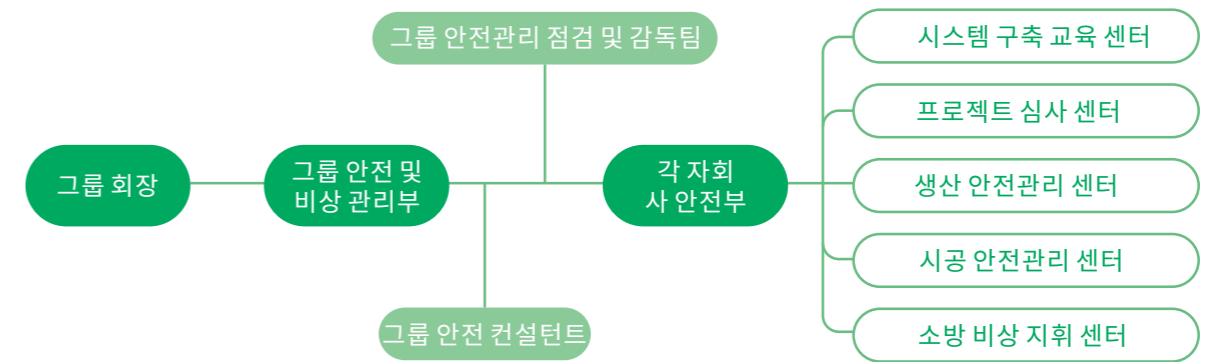 그룹 안전관리 점검 및 감독팀
그룹 회장
그룹 안전 및
비상 관리부
각 자회
사 안전부
그룹 안전 컨설턴트
시스템 구축 교육 센터
프로젝트 심사 센터
생산 안전관리 센터
시공 안전관리 센터
소방 비상 지휘 센터